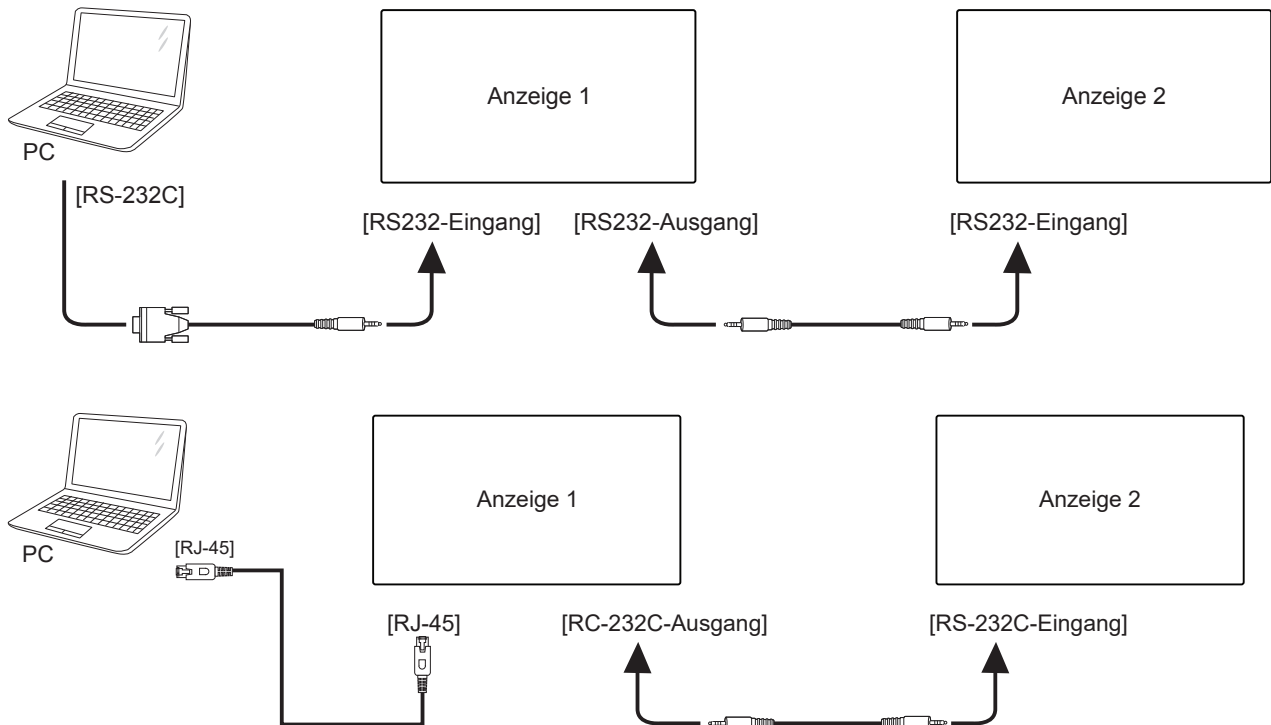 Anzeige 1
Anzeige 2
PC
[RS-232C]
[RS232-Eingang]
[RS232-Ausgang]
[RS232-Eingang]
Anzeige 1
Anzeige 2
PC
[RJ-45]
[RJ-45]
[RC-232C-Ausgang]
[RS-232C-Eingang]